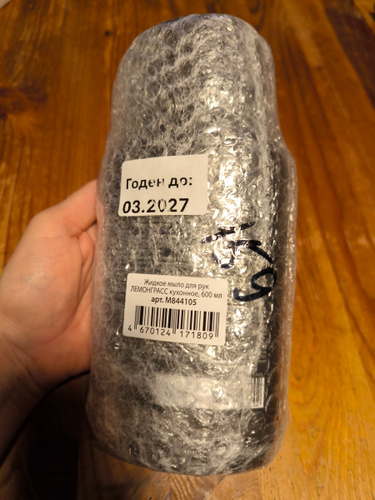 Годен до:
03.2027
Жидкое мыло для рук
ЛЕМОНГРАСС кухонное, 600 мл
арт. M844105
4 670124 171809